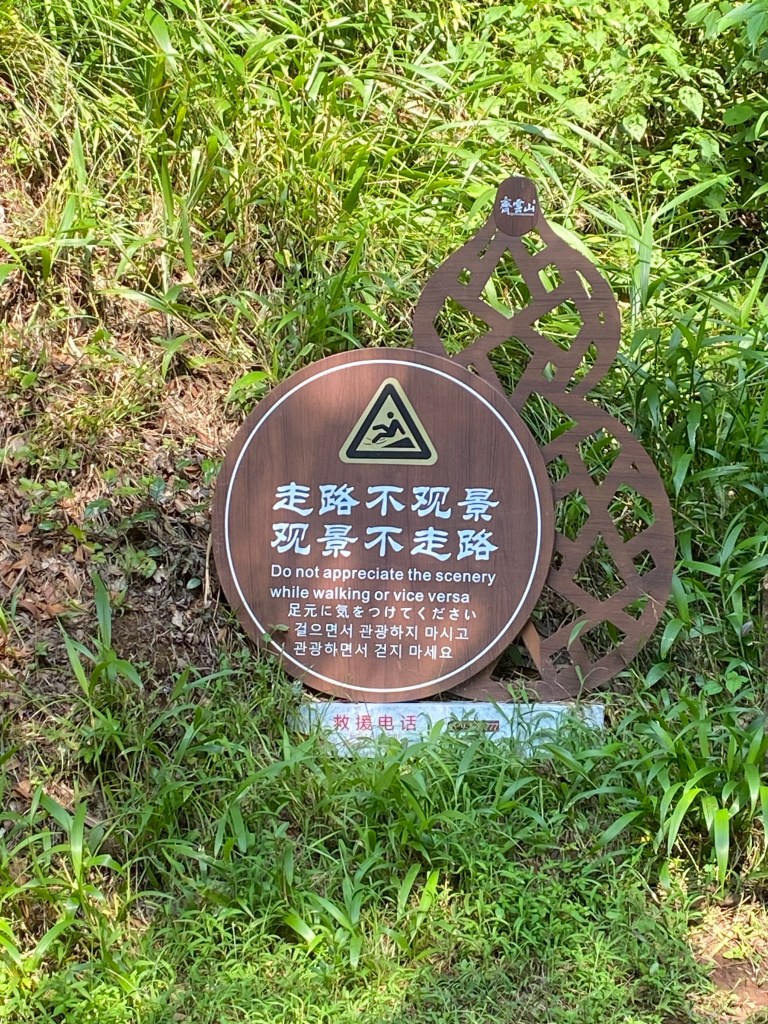 齊雲山
走路不观景
观景不走路
Do not appreciate the scenery
while walking or vice versa
足元に気をつけてください
걸으면서 관광하지 마시고
관광하면서 걷지 마세요
救援电话